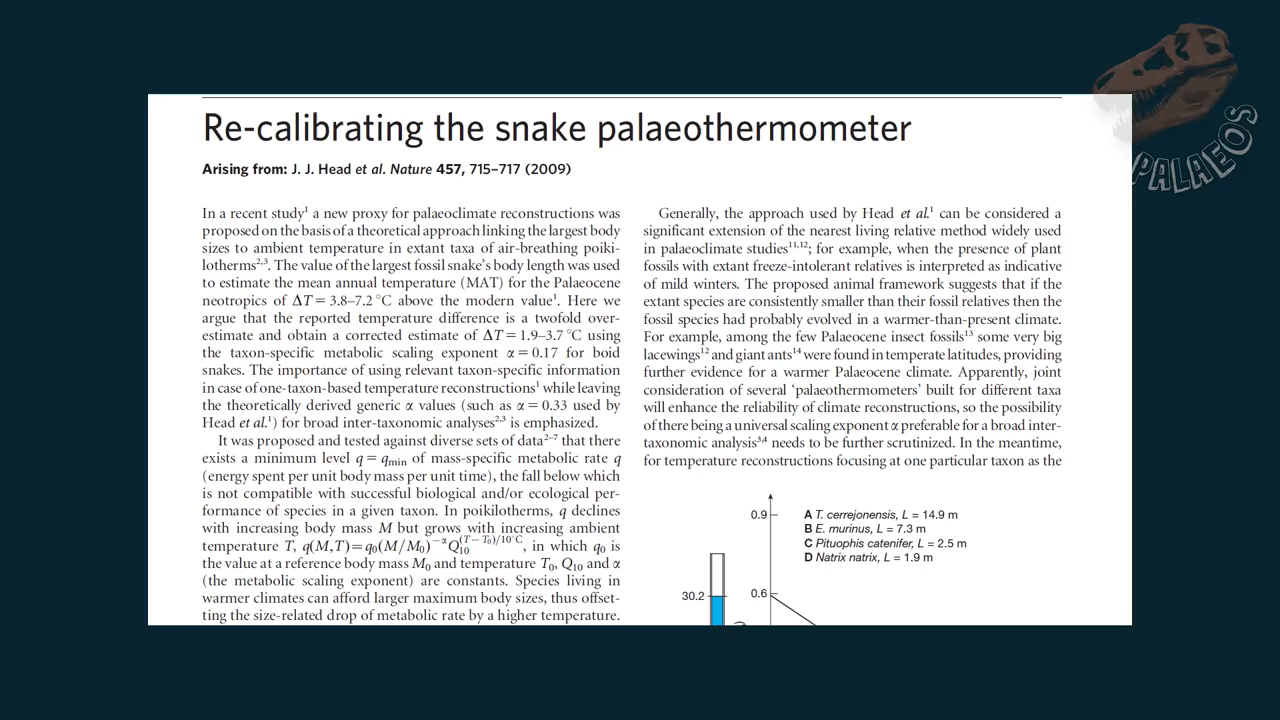 Re-calibrating the snake palaeothermometer
Arising from: J. J. Head et al. Nature 457, 715–717 (2009)
In a recent study¹ a new proxy for palaeoclimate reconstructions was
proposed on the basis of a theoretical approach linking the largest body
sizes to ambient temperature in extant taxa of air-breathing poiki-
lotherms²,³. The value of the largest fossil snake's body length was used
to estimate the mean annual temperature (MAT) for the Palaeocene
neotropics of ΔT = 3.8–7.2 °C above the modern value¹. Here we
argue that the reported temperature difference is a twofold over-
estimate and obtain a corrected estimate of ΔT = 1.9–3.7 °C using
the taxon-specific metabolic scaling exponent α = 0.17 for boid
snakes. The importance of using relevant taxon-specific information
in case of one-taxon-based temperature reconstructions¹ while leaving
the theoretically derived generic α values (such as α = 0.33 used by
Head et al.¹) for broad inter-taxonomic analyses²,³ is emphasized.
It was proposed and tested against diverse sets of data²⁻⁷ that there
exists a minimum level q = qmin of mass-specific metabolic rate q
(energy spent per unit body mass per unit time), the fall below which
is not compatible with successful biological and/or ecological per-
formance of species in a given taxon. In poikilotherms, q declines
with increasing body mass M but grows with increasing ambient
temperature T, q(M,T)=q₀(M/M₀)^−α Q₁₀^(T−T₀)/10°C, in which q₀ is
the value at a reference body mass M₀ and temperature T₀, Q₁₀ and α
(the metabolic scaling exponent) are constants. Species living in
warmer climates can afford larger maximum body sizes, thus offset-
ting the size-related drop of metabolic rate by a higher temperature.
Generally, the approach used by Head et al.¹ can be considered a
significant extension of the nearest living relative method widely used
in palaeoclimate studies¹¹,¹²; for example, when the presence of plant
fossils with extant freeze-intolerant relatives is interpreted as indicative
of mild winters. The proposed animal framework suggests that if the
extant species are consistently smaller than their fossil relatives then the
fossil species had probably evolved in a warmer-than-present climate.
For example, among the few Palaeocene insect fossils¹³ some very big
lacewings¹² and giant ants¹⁴ were found in temperate latitudes, providing
further evidence for a warmer Palaeocene climate. Apparently, joint
consideration of several 'palaeothermometers' built for different taxa
will enhance the reliability of climate reconstructions, so the possibility
of there being a universal scaling exponent α preferable for a broad inter-
taxonomic analysis³,⁴ needs to be further scrutinized. In the meantime,
for temperature reconstructions focusing at one particular taxon as the
0.9
A T. cerrejonensis, L = 14.9 m
B E. murinus, L = 7.3 m
C Pituophis catenifer, L = 2.5 m
D Natrix natrix, L = 1.9 m
30.2
0.6
PALAEOS